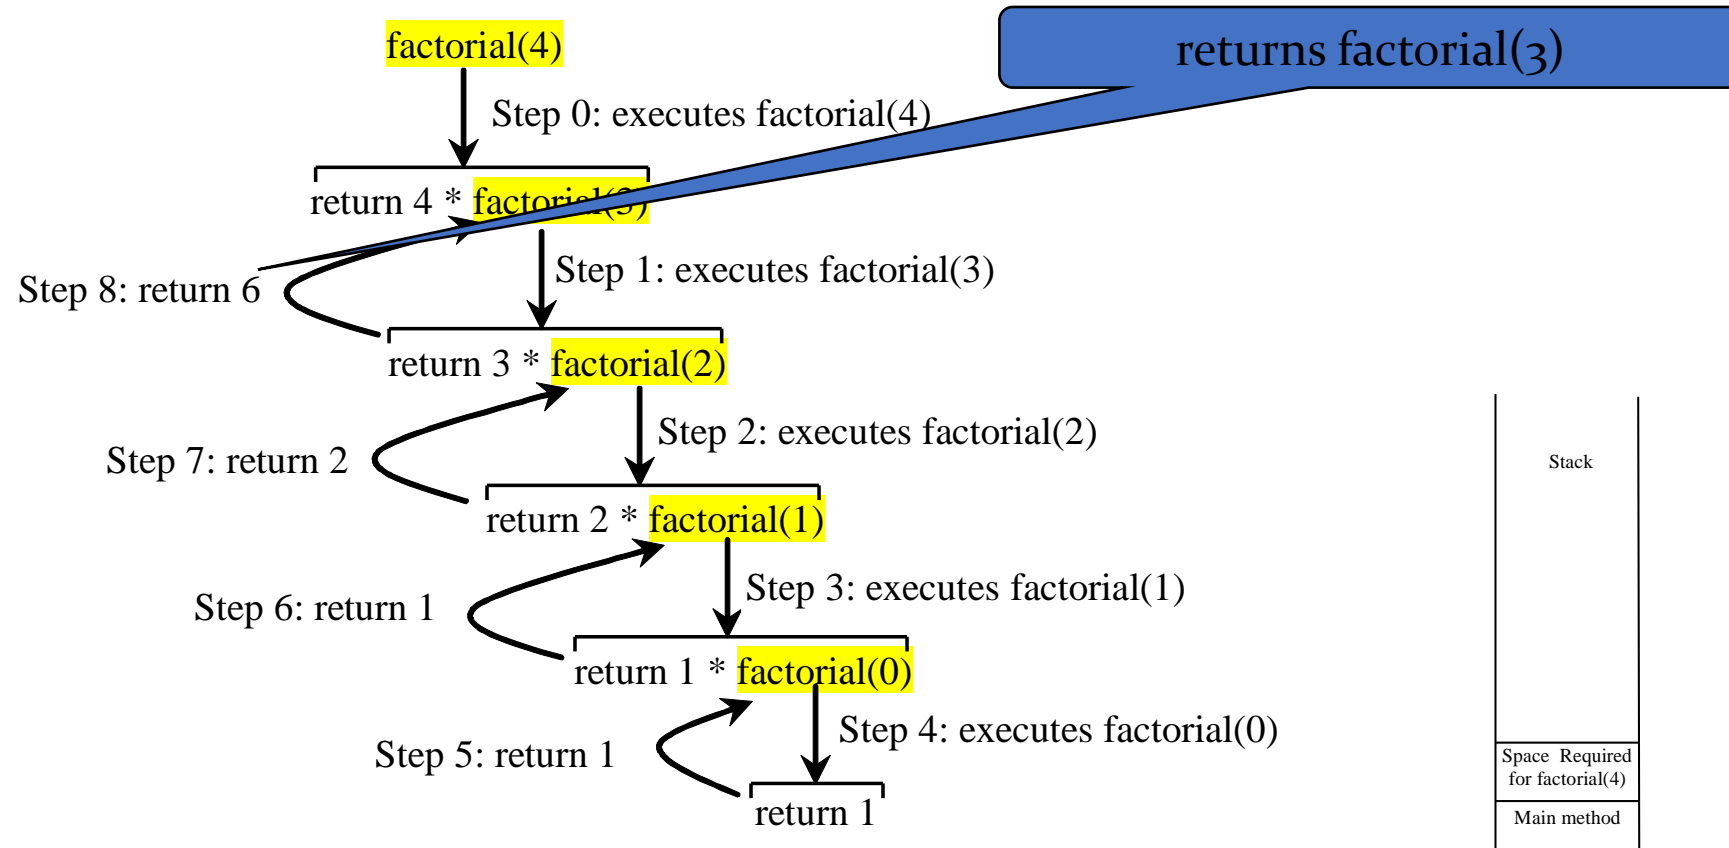 factorial(4)
returns factorial(3)
Step 0: executes factorial(4)
return 4 * factorial(3)
Step 1: executes factorial(3)
Step 8: return 6
return 3 * factorial(2)
Step 2: executes factorial(2)
Step 7: return 2
Stack
return 2 * factorial(1)
Step 3: executes factorial(1)
Step 6: return 1
return 1 * factorial(0)
Step 4: executes factorial(0)
Step 5: return 1
Space Required
for factorial(4)
return 1
Main method